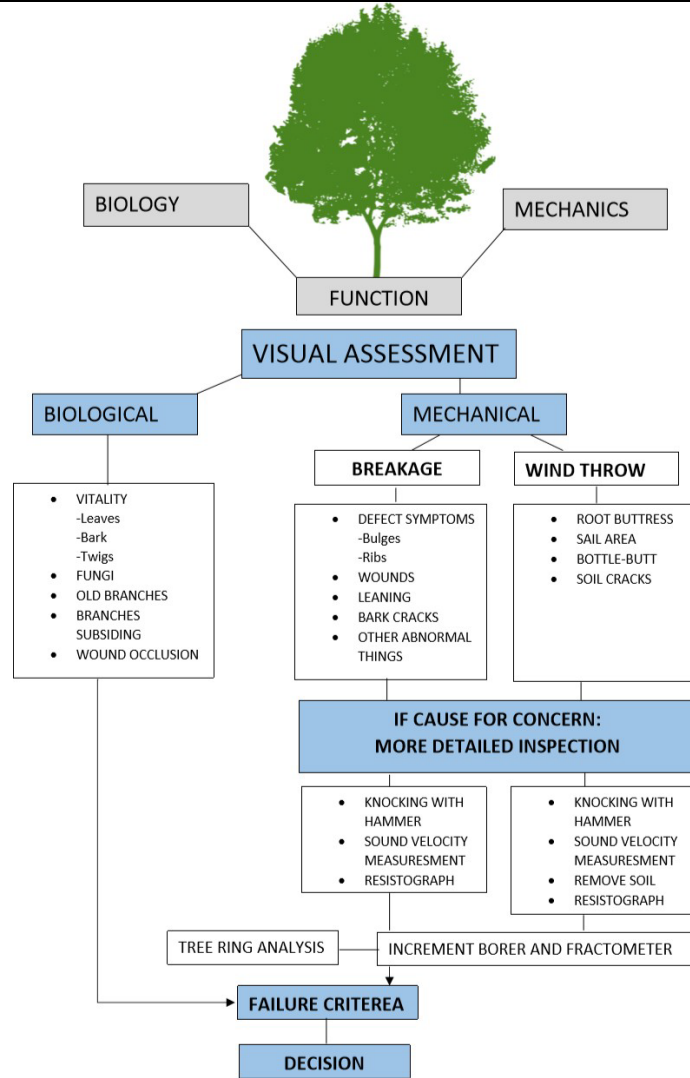 BIOLOGY
MECHANICS
FUNCTION
VISUAL ASSESSMENT
BIOLOGICAL
MECHANICAL
BREAKAGE
WIND THROW
• VITALITY
-Leaves
-Bark
-Twigs
• FUNGI
• OLD BRANCHES
• BRANCHES
SUBSIDING
• WOUND OCCLUSION
• DEFECT SYMPTOMS
-Bulges
-Ribs
• WOUNDS
• LEANING
• BARK CRACKS
• OTHER ABNORMAL
THINGS
• ROOT BUTTRESS
• SAIL AREA
• BOTTLE-BUTT
• SOIL CRACKS
IF CAUSE FOR CONCERN:
MORE DETAILED INSPECTION
• KNOCKING WITH
HAMMER
• SOUND VELOCITY
MEASURESMENT
• RESISTOGRAPH
• KNOCKING WITH
HAMMER
• SOUND VELOCITY
MEASURESMENT
• REMOVE SOIL
• RESISTOGRAPH
TREE RING ANALYSIS
INCREMENT BORER AND FRACTOMETER
FAILURE CRITEREA
DECISION